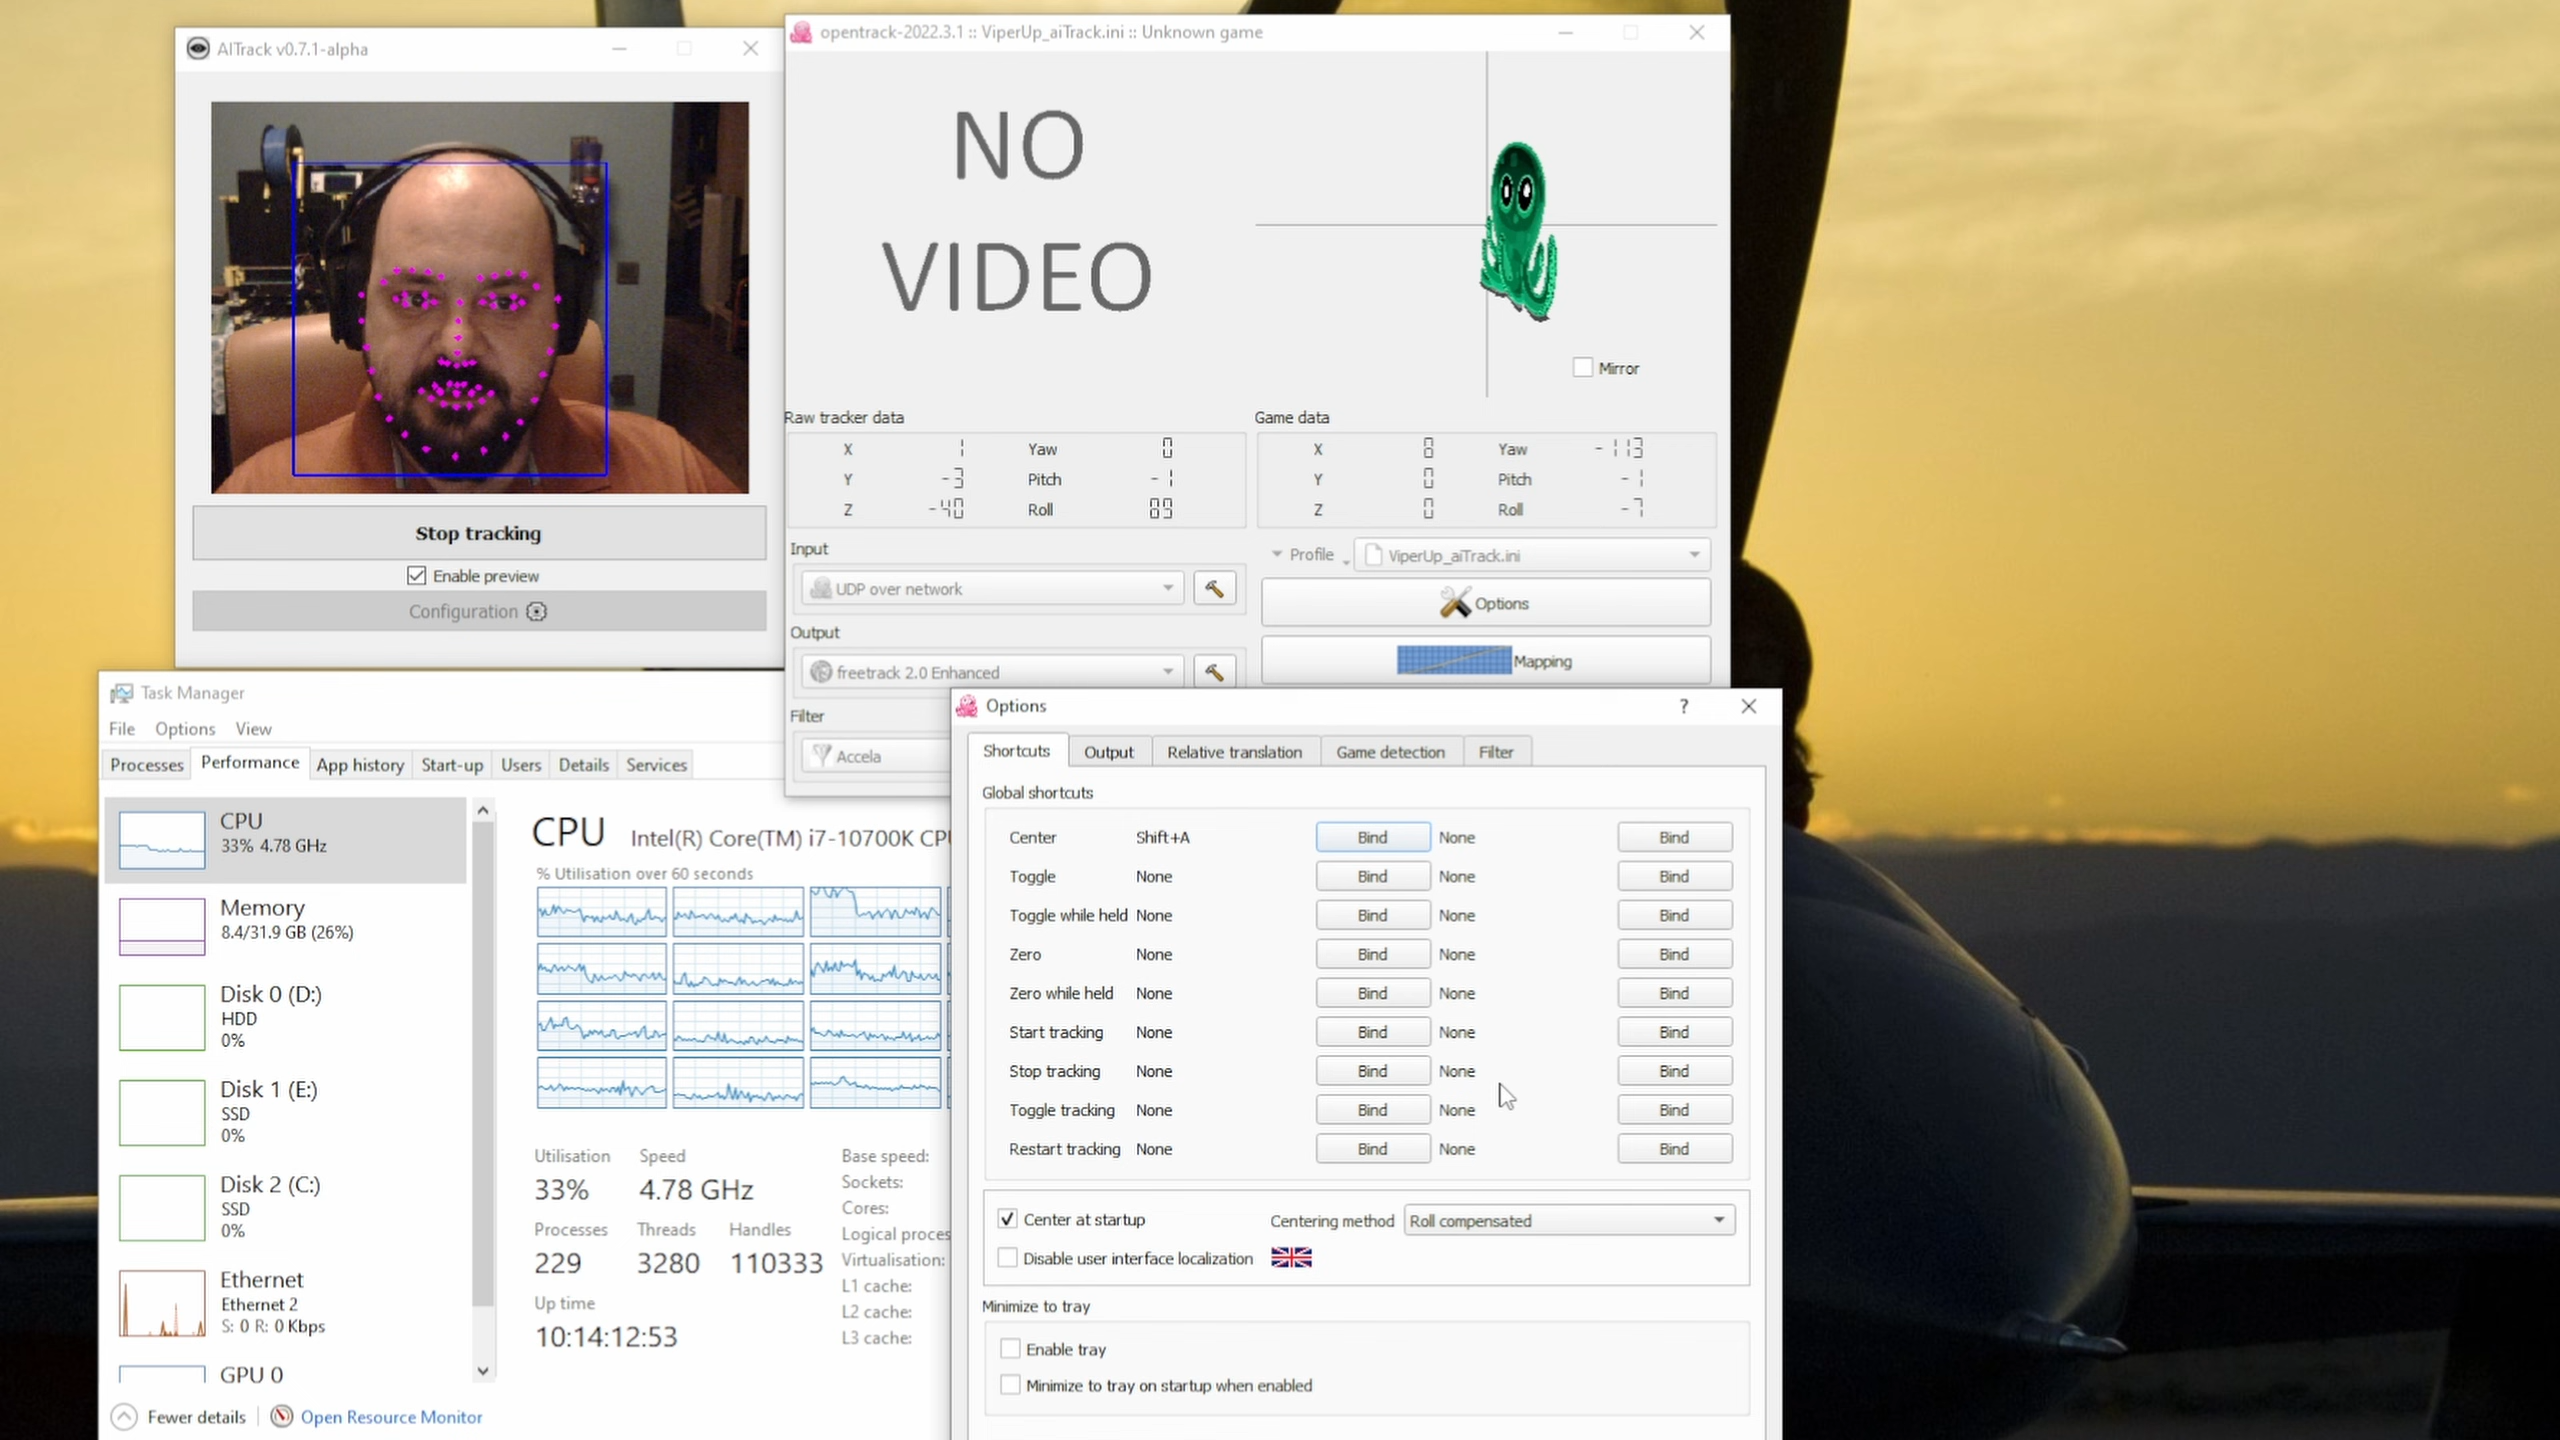 AITrack v0.7.1-alpha
Stop tracking
Enable preview
Configuration
opentrack-2022.3.1 :: ViperUp_aiTrack.ini :: Unknown game
NO
VIDEO
Mirror
Raw tracker data
X 1 Yaw 0
Y -3 Pitch -1
Z -40 Roll 89
Game data
X 8 Yaw -113
Y 0 Pitch -1
Z 0 Roll -7
Input
UDP over network
Output
freetrack 2.0 Enhanced
Filter
Accela
Profile ViperUp_aiTrack.ini
Options
Mapping
Task Manager
File Options View
Processes Performance App history Start-up Users Details Services
CPU
33% 4.78 GHz
Memory
8.4/31.9 GB (26%)
Disk 0 (D:)
HDD
0%
Disk 1 (E:)
SSD
0%
Disk 2 (C:)
SSD
0%
Ethernet
Ethernet 2
S: 0 R: 0 Kbps
GPU 0
CPU Intel(R) Core(TM) i7-10700K
% Utilisation over 60 seconds
Utilisation Speed
33% 4.78 GHz
Processes Threads Handles
229 3280 110333
Up time
10:14:12:53
Base speed:
Sockets:
Cores:
Logical proces
Virtualisation:
L1 cache:
L2 cache:
L3 cache:
Fewer details Open Resource Monitor
Options ?
Shortcuts Output Relative translation Game detection Filter
Global shortcuts
Center Shift+A Bind None Bind
Toggle None Bind None Bind
Toggle while held None Bind None Bind
Zero None Bind None Bind
Zero while held None Bind None Bind
Start tracking None Bind None Bind
Stop tracking None Bind None Bind
Toggle tracking None Bind None Bind
Restart tracking None Bind None Bind
Center at startup Centering method Roll compensated
Disable user interface localization
Minimize to tray
Enable tray
Minimize to tray on startup when enabled